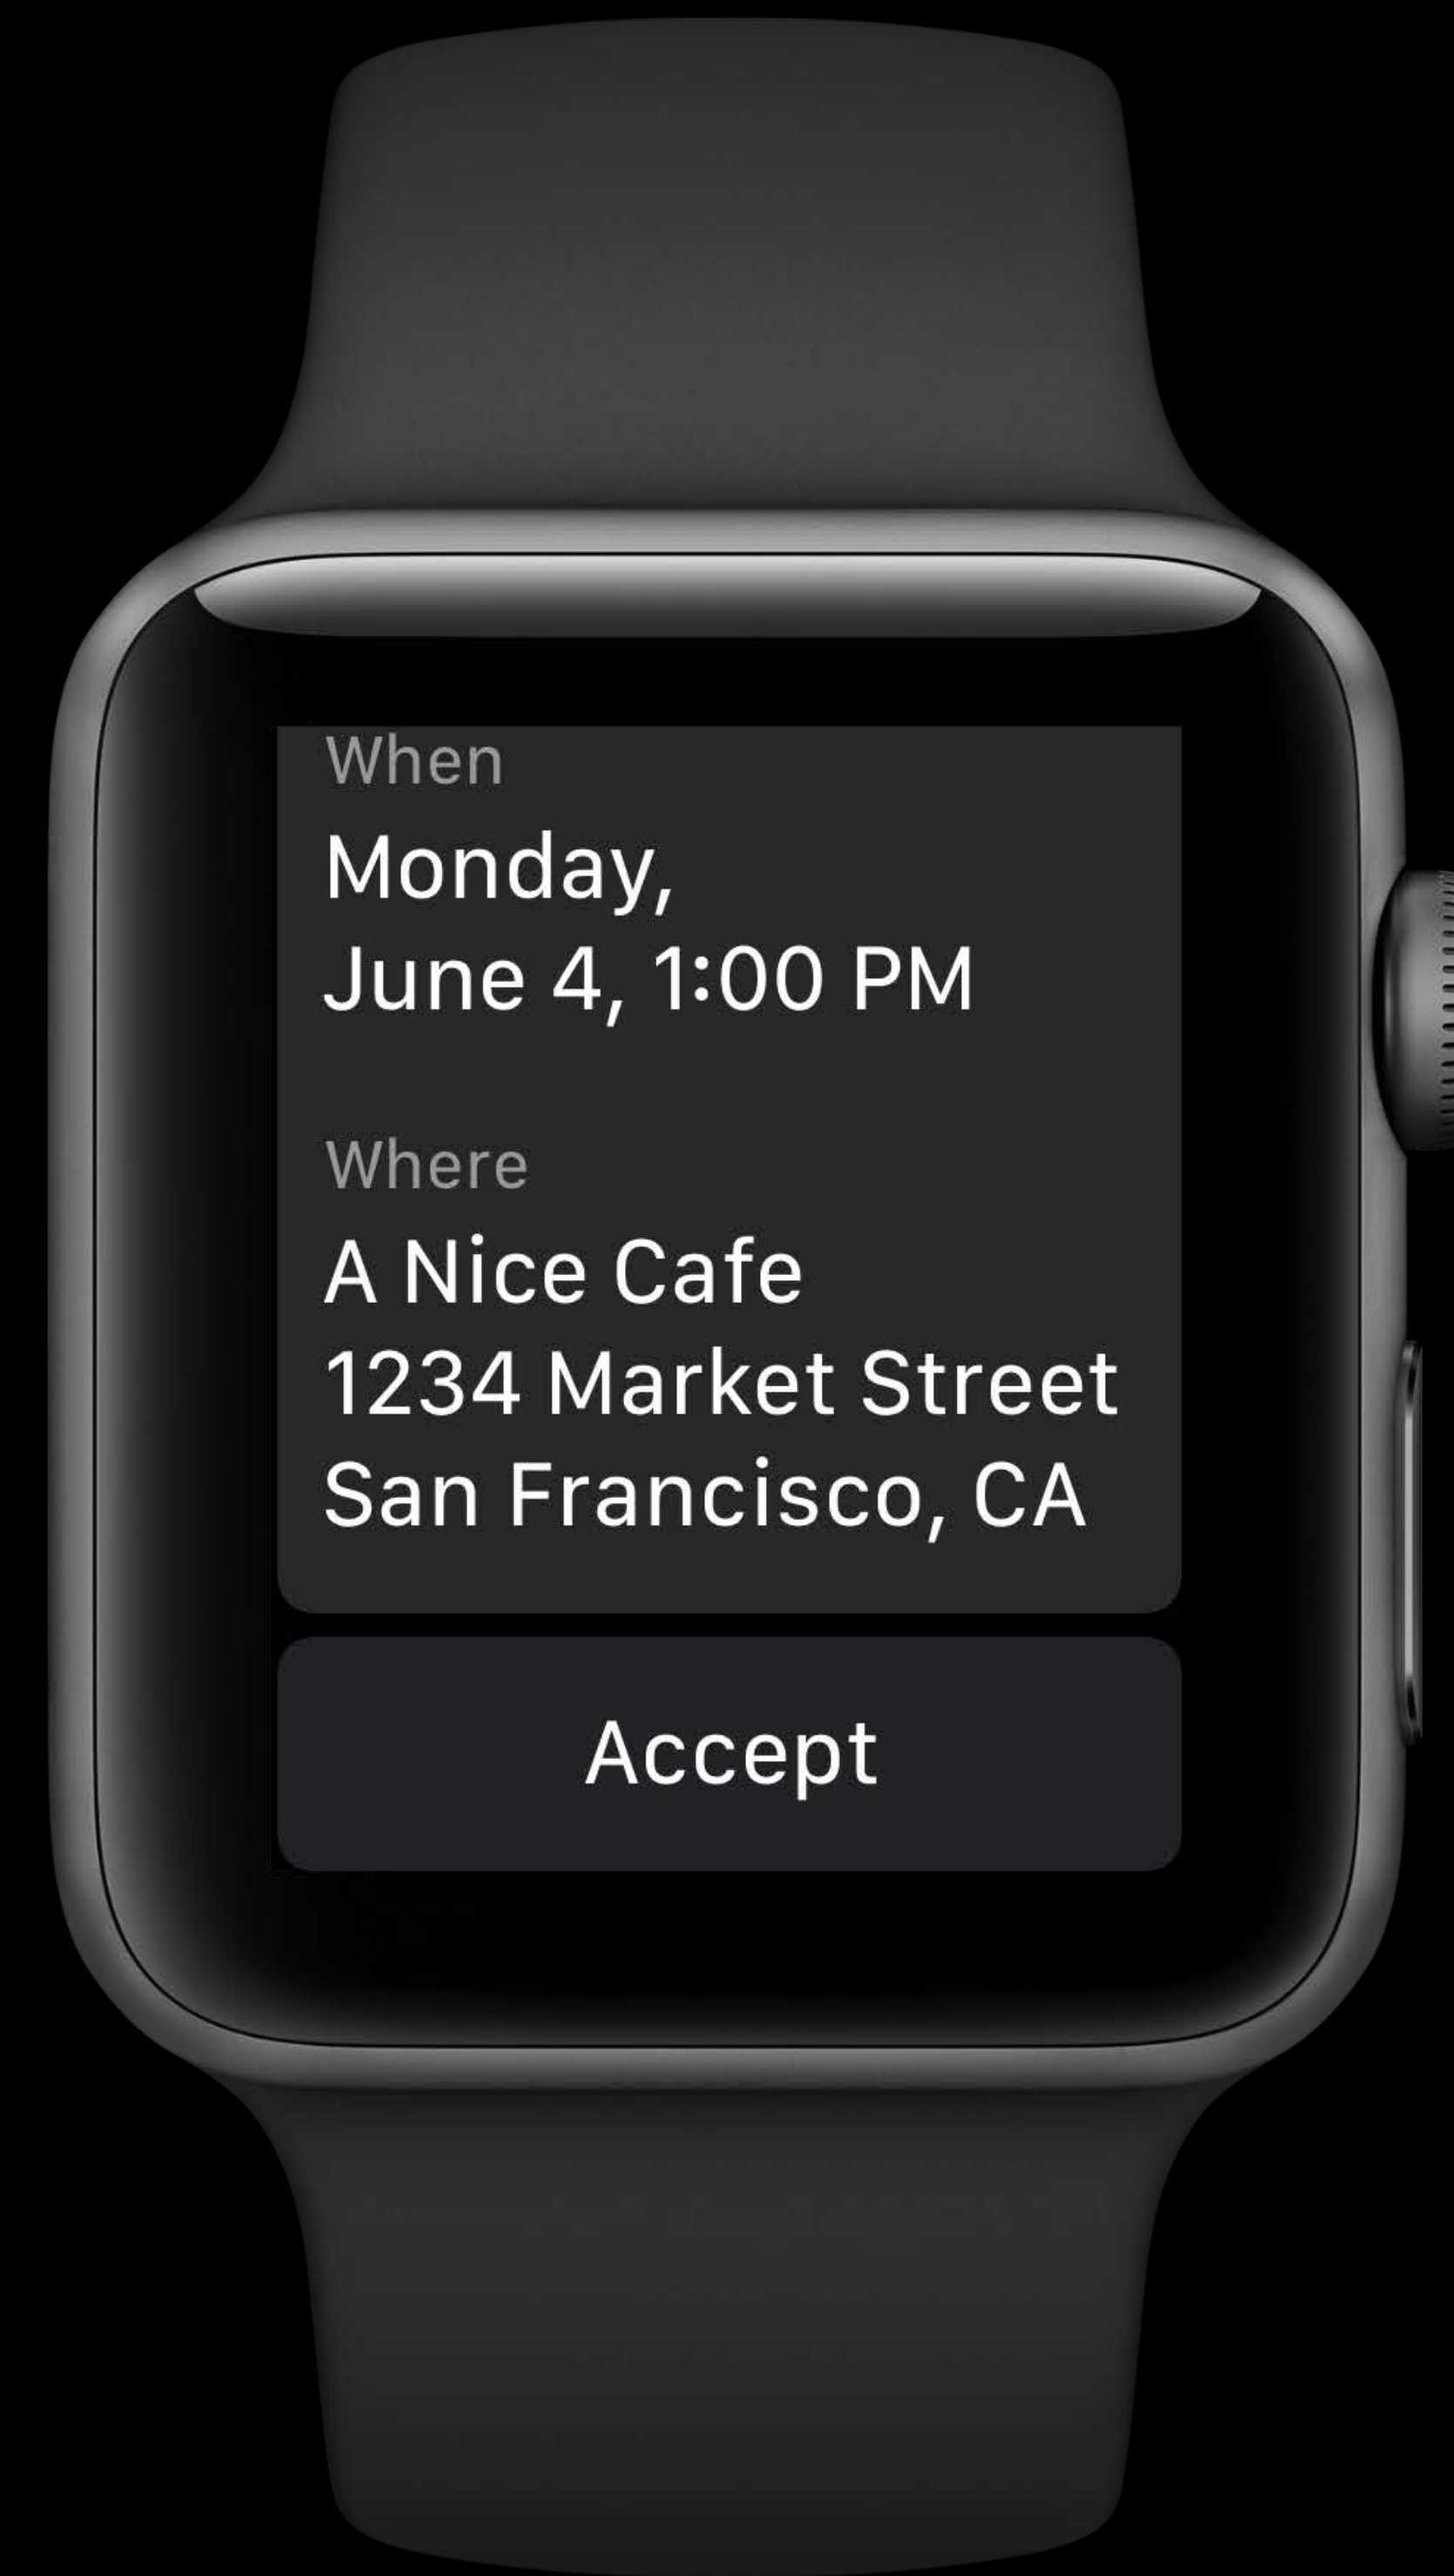 When
Monday,
June 4, 1:00 PM
Where
A Nice Cafe
1234 Market Street
San Francisco, CA
Accept